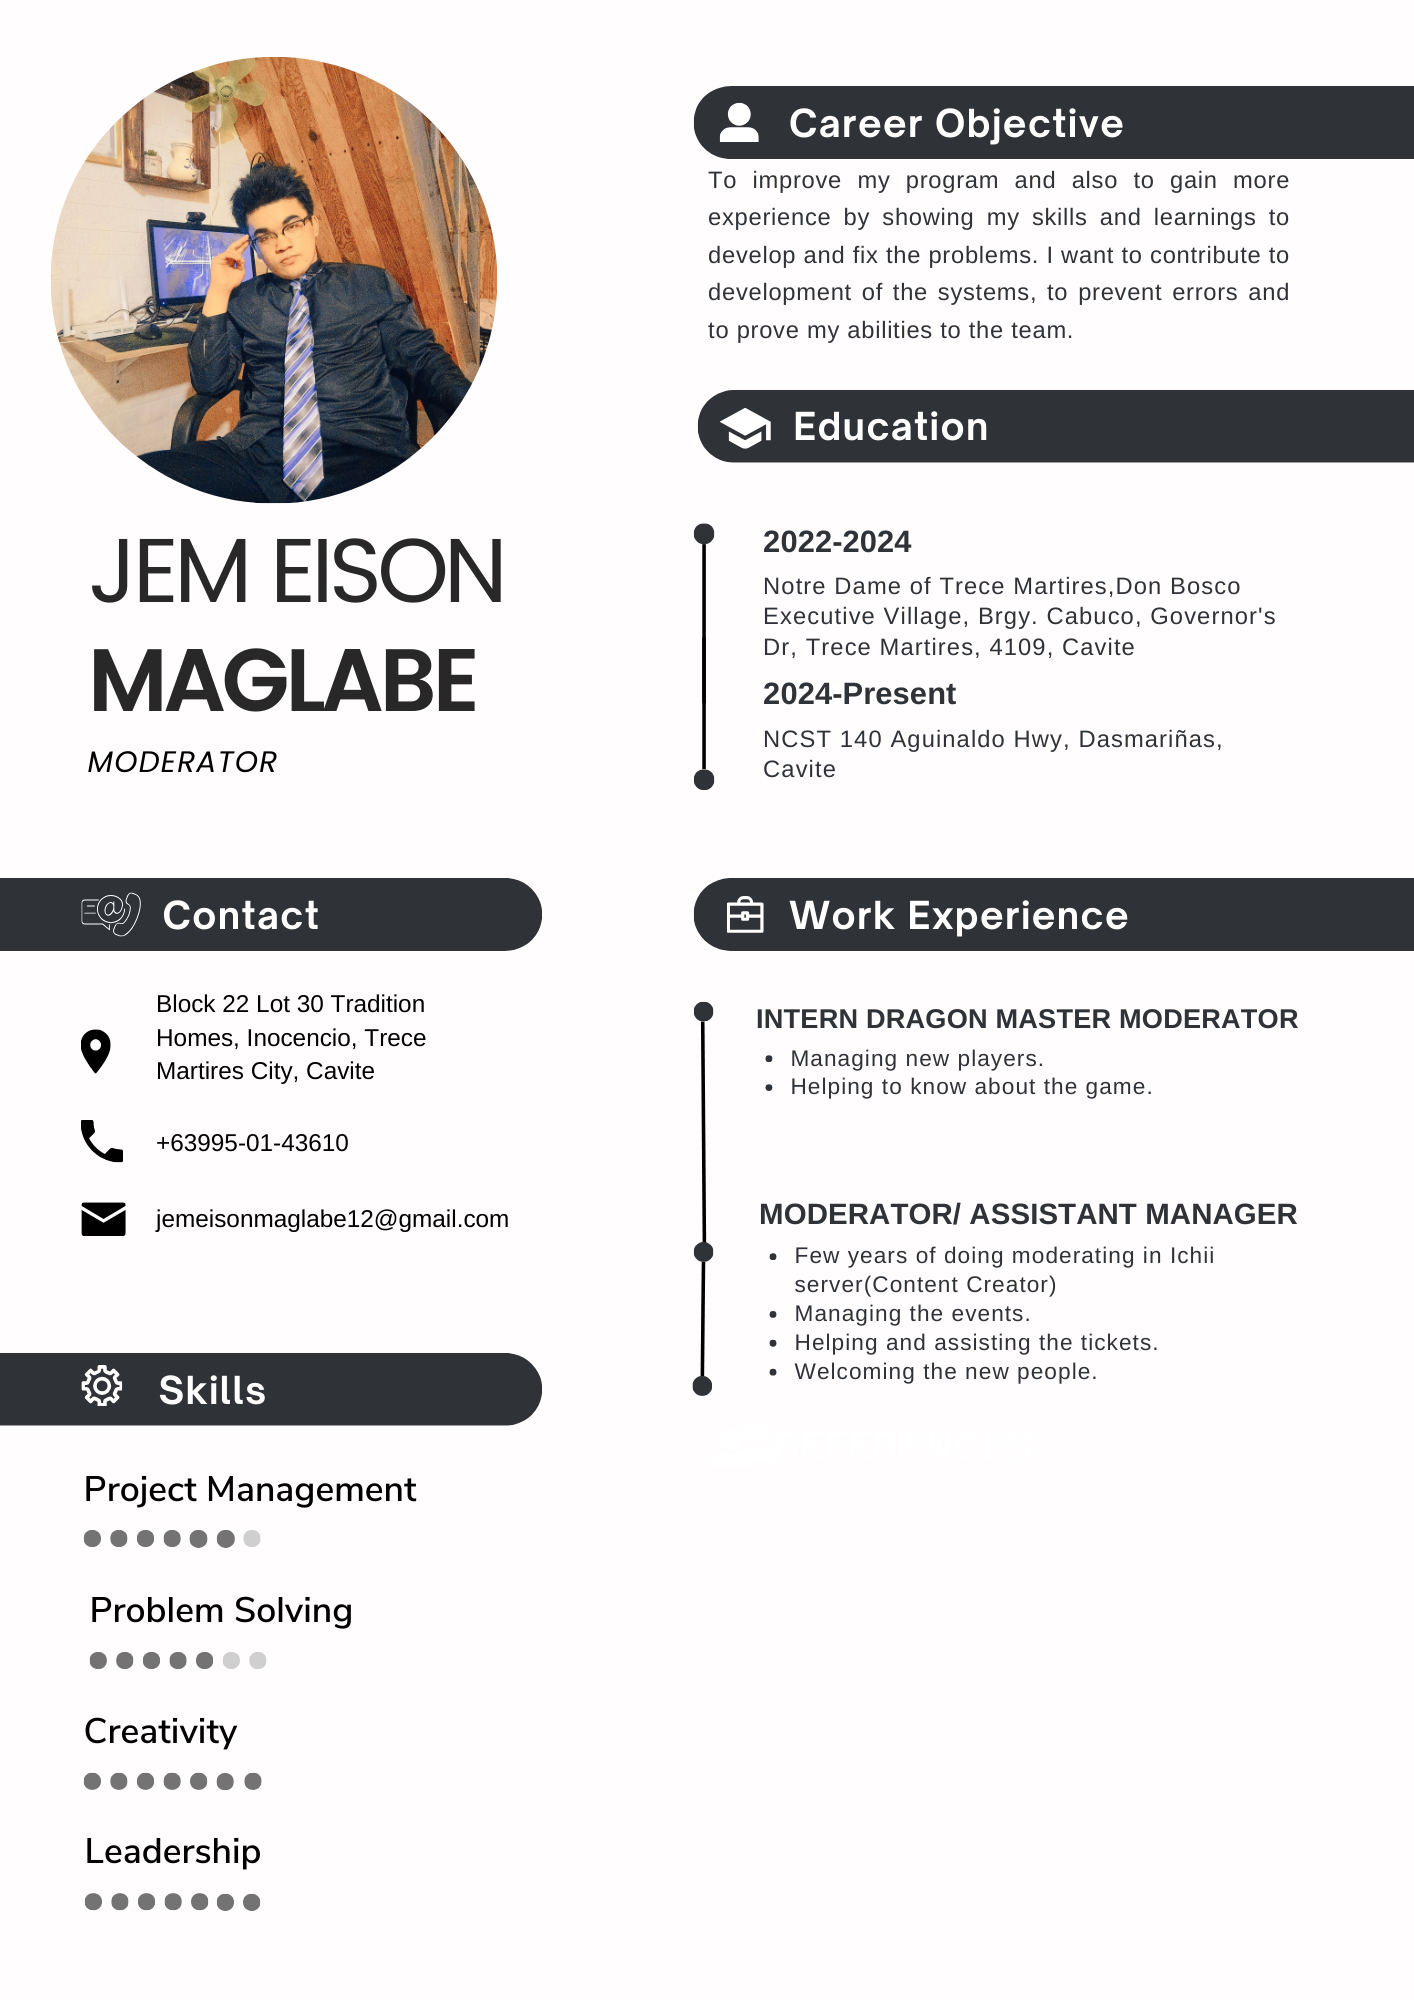 JEM EISON
MAGLABE
MODERATOR
Contact
Block 22 Lot 30 Tradition
Homes, Inocencio, Trece
Martires City, Cavite
+63995-01-43610
jemeisonmaglabe12@gmail.com
Skills
Project Management
Problem Solving
Creativity
Leadership
Career Objective
To improve my program and also to gain more
experience by showing my skills and learnings to
develop and fix the problems. I want to contribute to
development of the systems, to prevent errors and
to prove my abilities to the team.
Education
2022-2024
Notre Dame of Trece Martires,Don Bosco
Executive Village, Brgy. Cabuco, Governor's
Dr, Trece Martires, 4109, Cavite
2024-Present
NCST 140 Aguinaldo Hwy, Dasmariñas,
Cavite
Work Experience
INTERN DRAGON MASTER MODERATOR
• Managing new players.
• Helping to know about the game.
MODERATOR/ ASSISTANT MANAGER
• Few years of doing moderating in Ichii
server(Content Creator)
• Managing the events.
• Helping and assisting the tickets.
• Welcoming the new people.